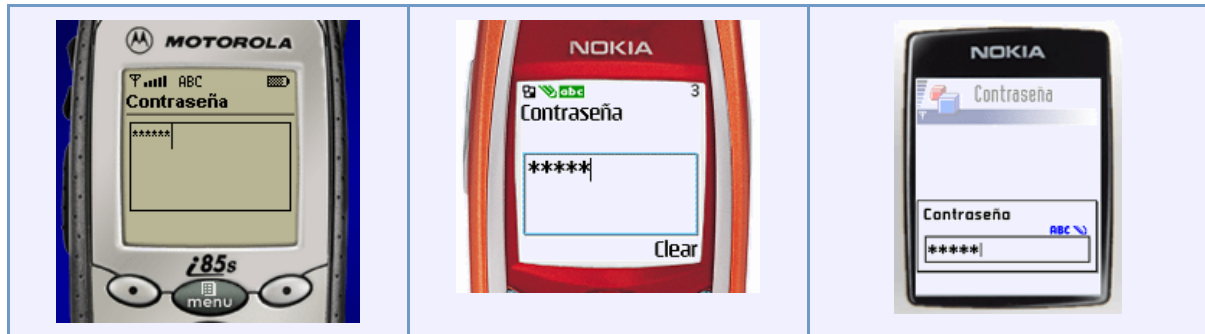 MOTOROLA
ABC
Contraseña
******
i85s
menu
NOKIA
abc
3
Contraseña
*****
Clear
NOKIA
Contraseña
Contraseña
ABC
*****